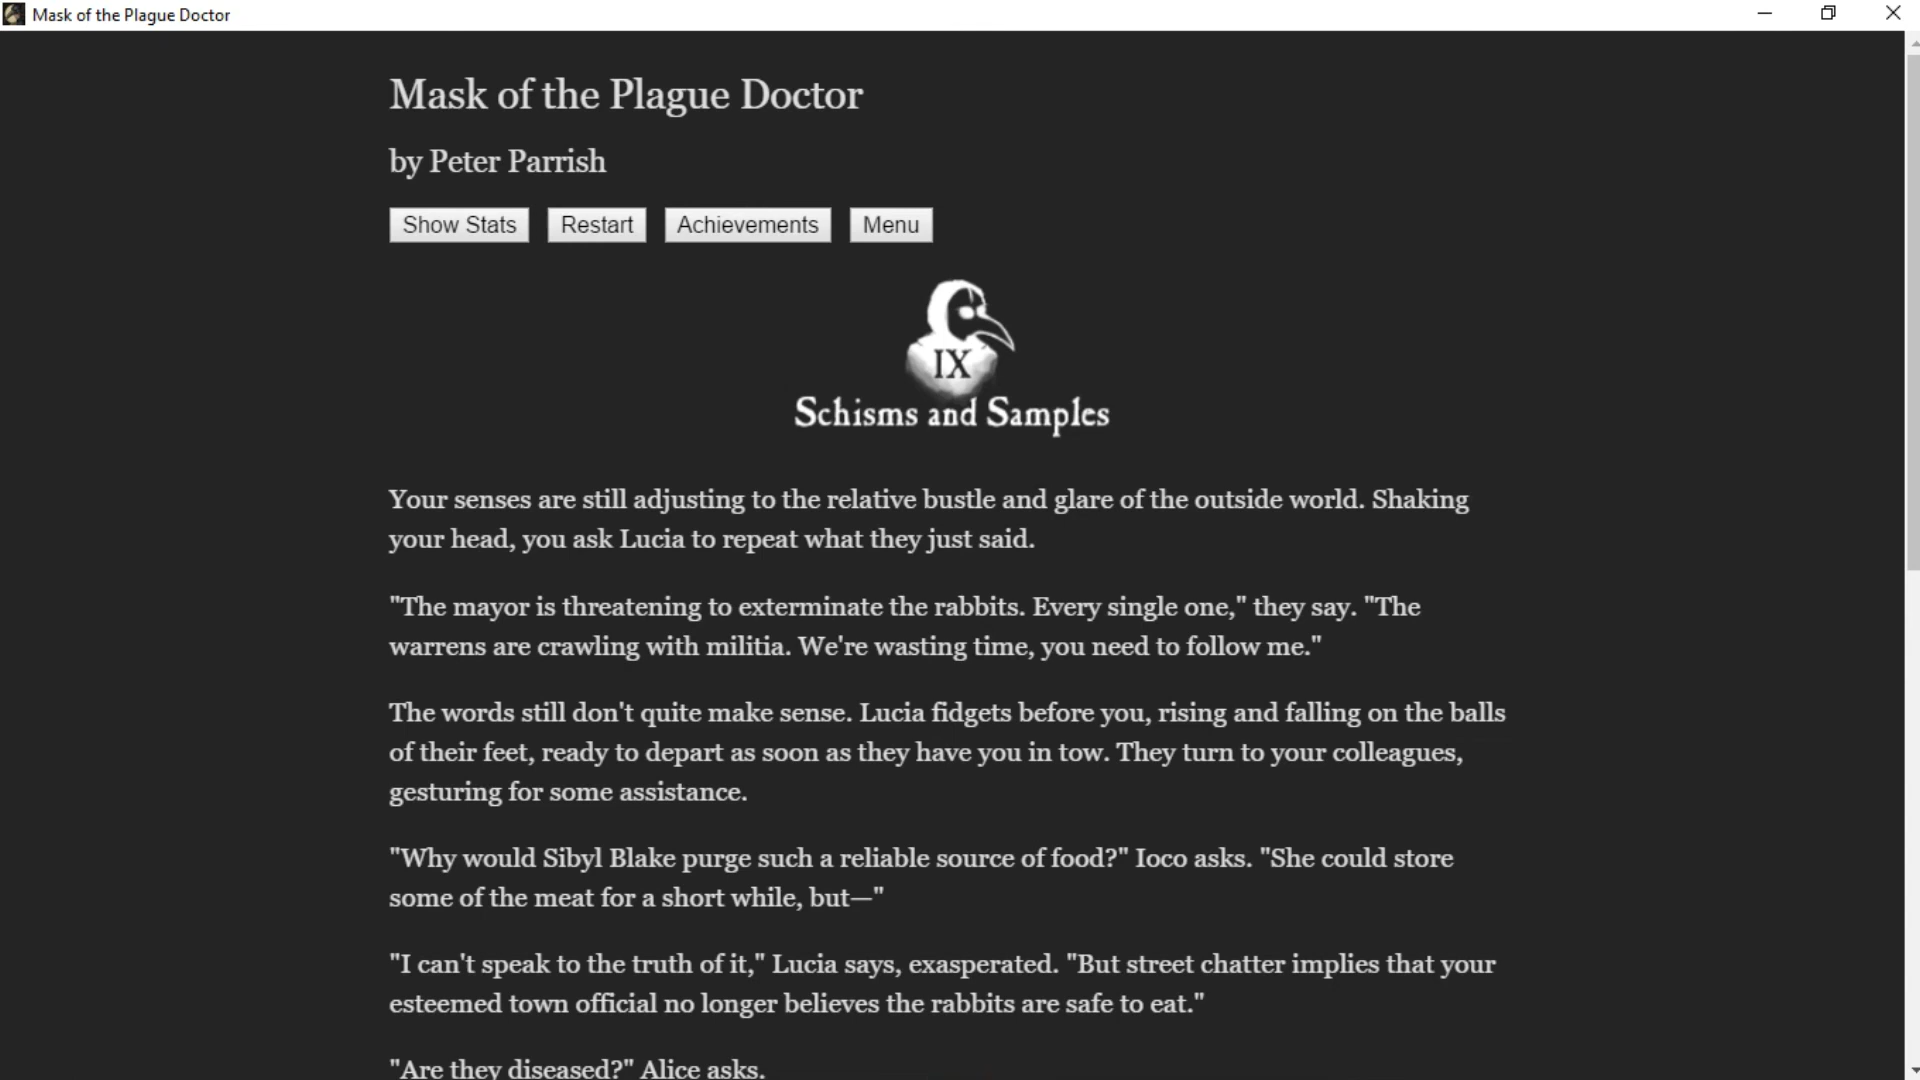 Mask of the Plague Doctor
Mask of the Plague Doctor
by Peter Parrish
Show Stats Restart Achievements Menu
IX
Schisms and Samples
Your senses are still adjusting to the relative bustle and glare of the outside world. Shaking
your head, you ask Lucia to repeat what they just said.
"The mayor is threatening to exterminate the rabbits. Every single one," they say. "The
warrens are crawling with militia. We're wasting time, you need to follow me."
The words still don't quite make sense. Lucia fidgets before you, rising and falling on the balls
of their feet, ready to depart as soon as they have you in tow. They turn to your colleagues,
gesturing for some assistance.
"Why would Sibyl Blake purge such a reliable source of food?" Ioco asks. "She could store
some of the meat for a short while, but—"
"I can't speak to the truth of it," Lucia says, exasperated. "But street chatter implies that your
esteemed town official no longer believes the rabbits are safe to eat."
"Are they diseased?" Alice asks.